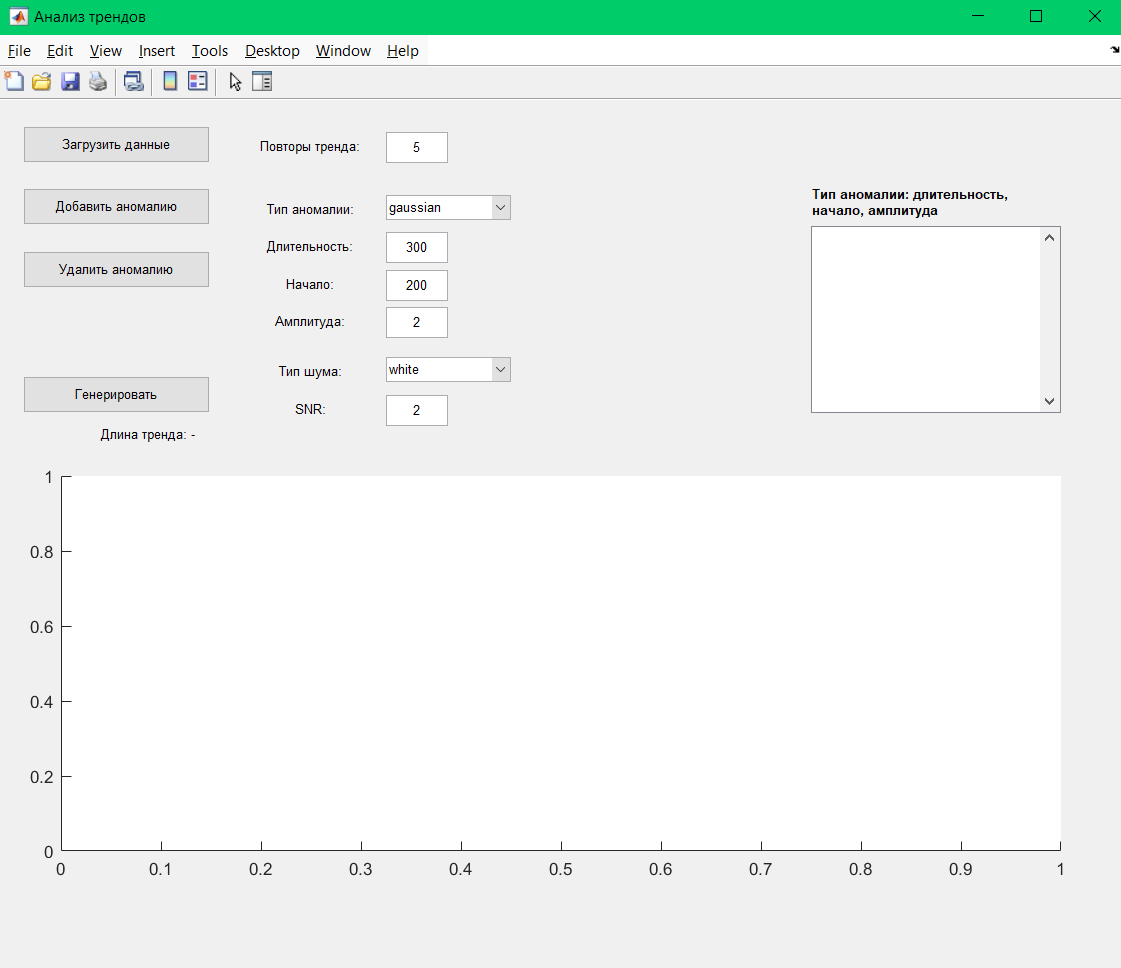 Анализ трендов
File Edit View Insert Tools Desktop Window Help
Загрузить данные
Повторы тренда: 5
Добавить аномалию
Тип аномалии: gaussian
Тип аномалии: длительность,
начало, амплитуда
Длительность: 300
Удалить аномалию
Начало: 200
Амплитуда: 2
Тип шума: white
Генерировать
SNR: 2
Длина тренда: -
1
0.8
0.6
0.4
0.2
0
0 0.1 0.2 0.3 0.4 0.5 0.6 0.7 0.8 0.9 1